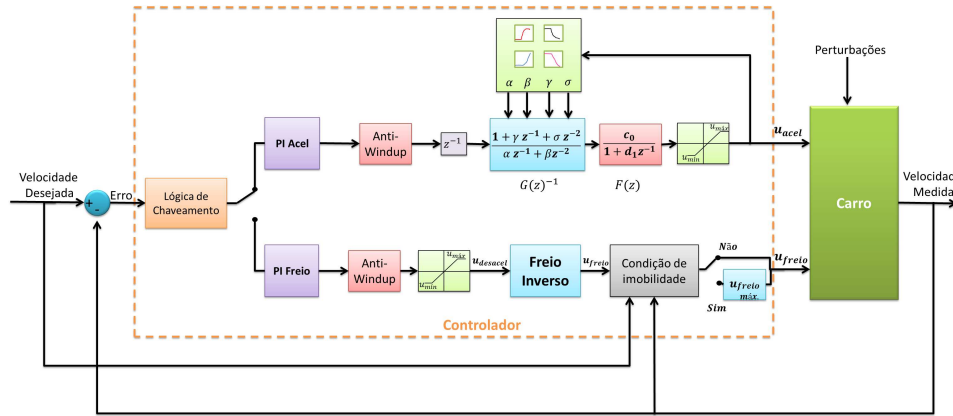 Perturbações
α β γ σ
PI Acel
Anti-
Windup
z⁻¹
1 + γ z⁻¹ + σ z⁻²
α z⁻¹ + βz⁻²
G(z)⁻¹
c₀
1 + d₁z⁻¹
F(z)
u_máx
u_mín
u_acel
Velocidade
Desejada
+
-
Erro
Lógica de
Chaveamento
Carro
Velocidade
Medida
PI Freio
Anti-
Windup
u_máx
u_mín
u_desacel
Freio
Inverso
u_freio
Condição de
imobilidade
Não
Sim
u_freio
máx.
u_freio
Controlador